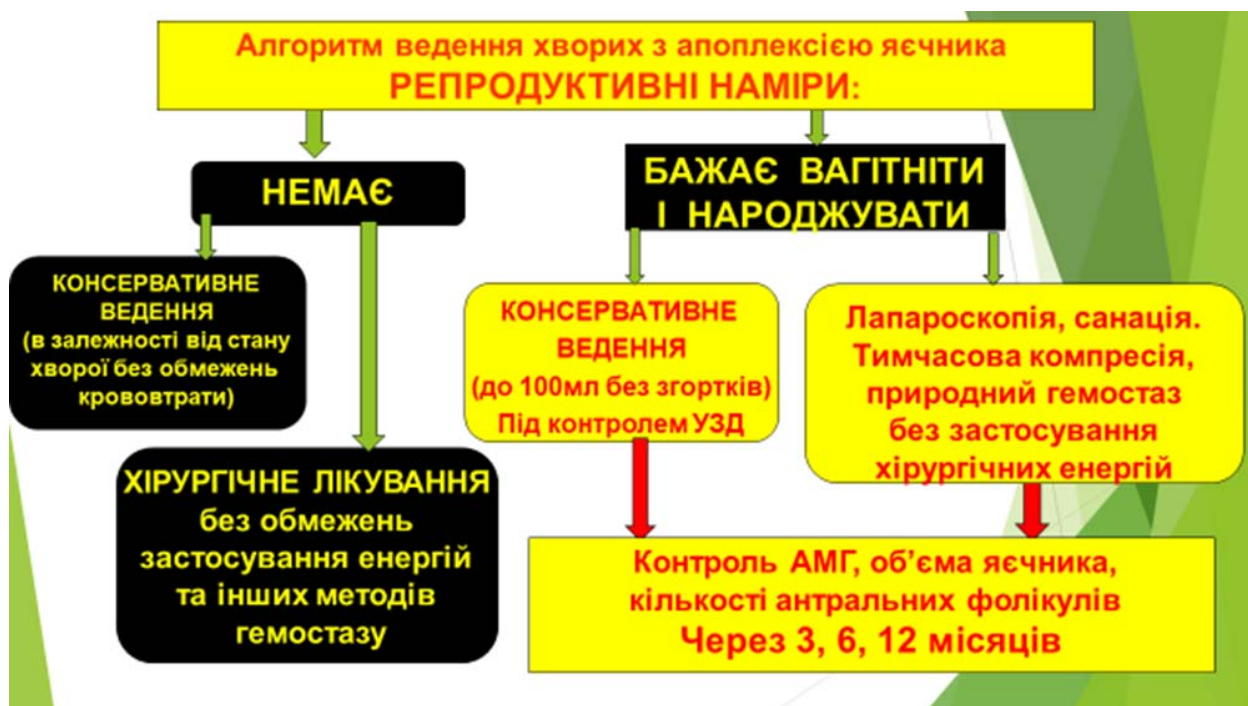 Алгоритм ведення хворих з апоплексією яєчника
РЕПРОДУКТИВНІ НАМІРИ:
НЕМАЄ
БАЖАЄ ВАГІТНІТИ
І НАРОДЖУВАТИ
КОНСЕРВАТИВНЕ
ВЕДЕННЯ
(в залежності від стану
хворої без обмежень
крововтрати)
ХІРУРГІЧНЕ ЛІКУВАННЯ
без обмежень
застосування енергій
та інших методів
гемостазу
КОНСЕРВАТИВНЕ
ВЕДЕННЯ
(до 100мл без згортків)
Під контролем УЗД
Лапароскопія, санація.
Тимчасова компресія,
природний гемостаз
без застосування
хірургічних енергій
Контроль АМГ, об’єма яєчника,
кількості антральних фолікулів
Через 3, 6, 12 місяців